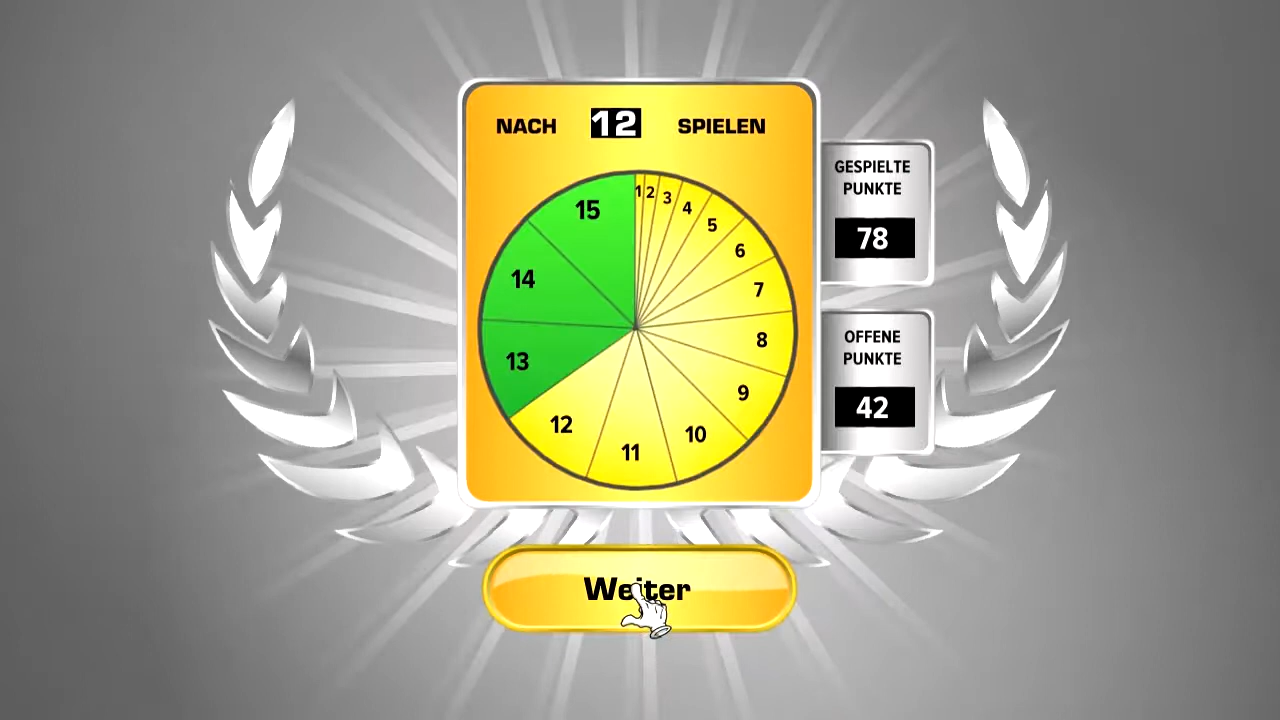 NACH 12 SPIELEN
1 2 3 4 5 6 7 8 9 10 11 12 13 14 15
GESPIELTE
PUNKTE
78
OFFENE
PUNKTE
42
Weiter